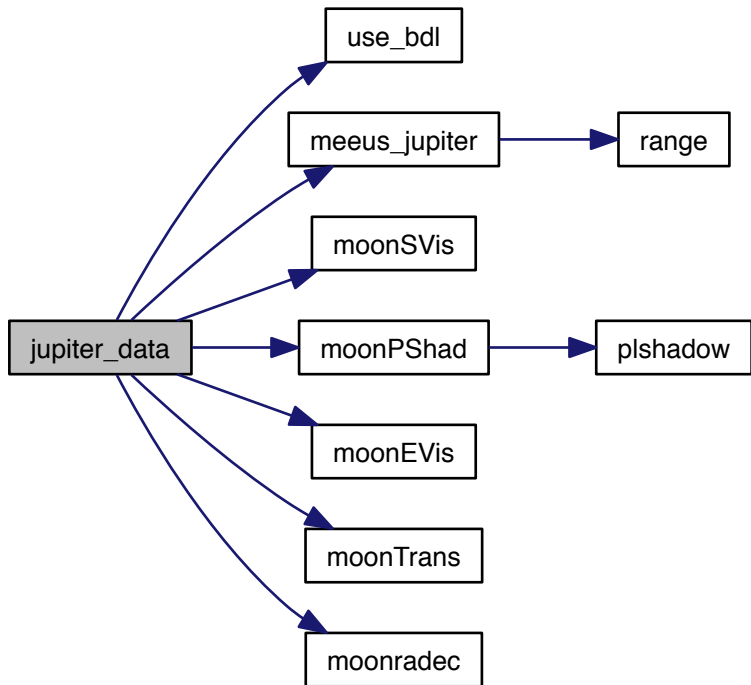 use_bdl
meeus_jupiter
range
moonSVis
jupiter_data
moonPShad
plshadow
moonEVis
moonTrans
moonradec